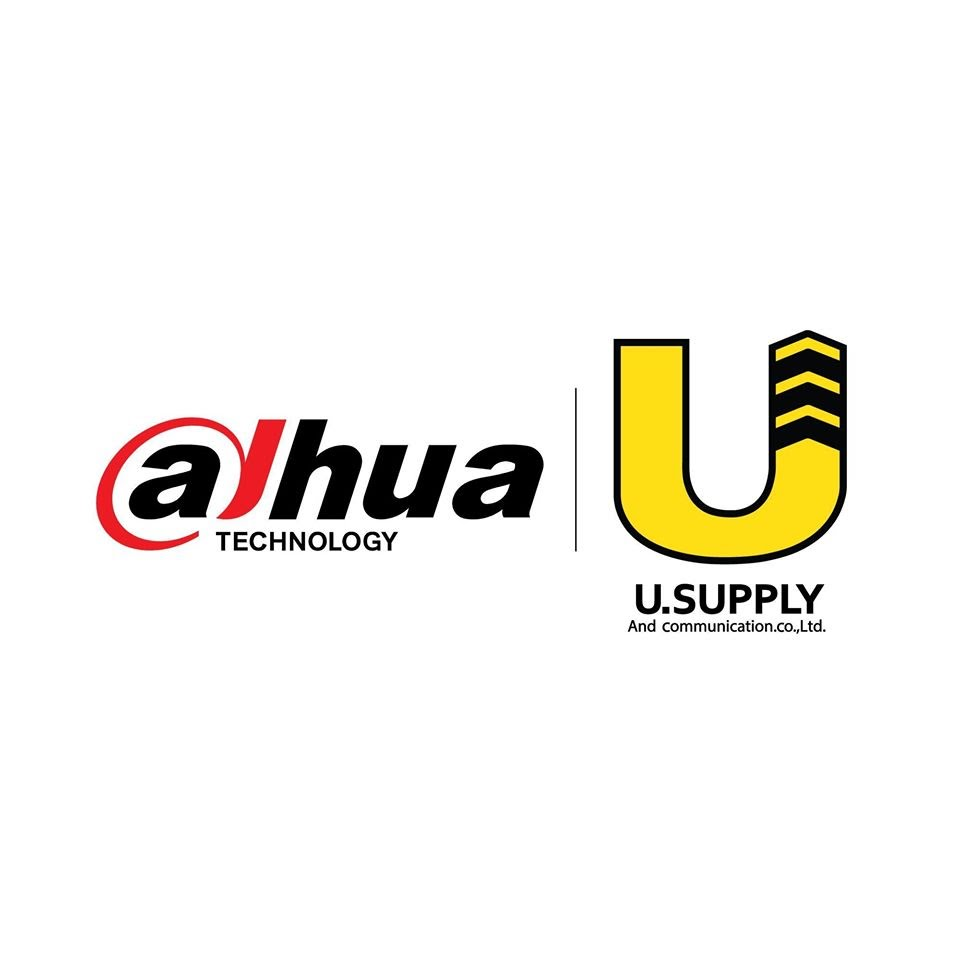 alhua
TECHNOLOGY
U
U.SUPPLY
And communication.co.,Ltd.